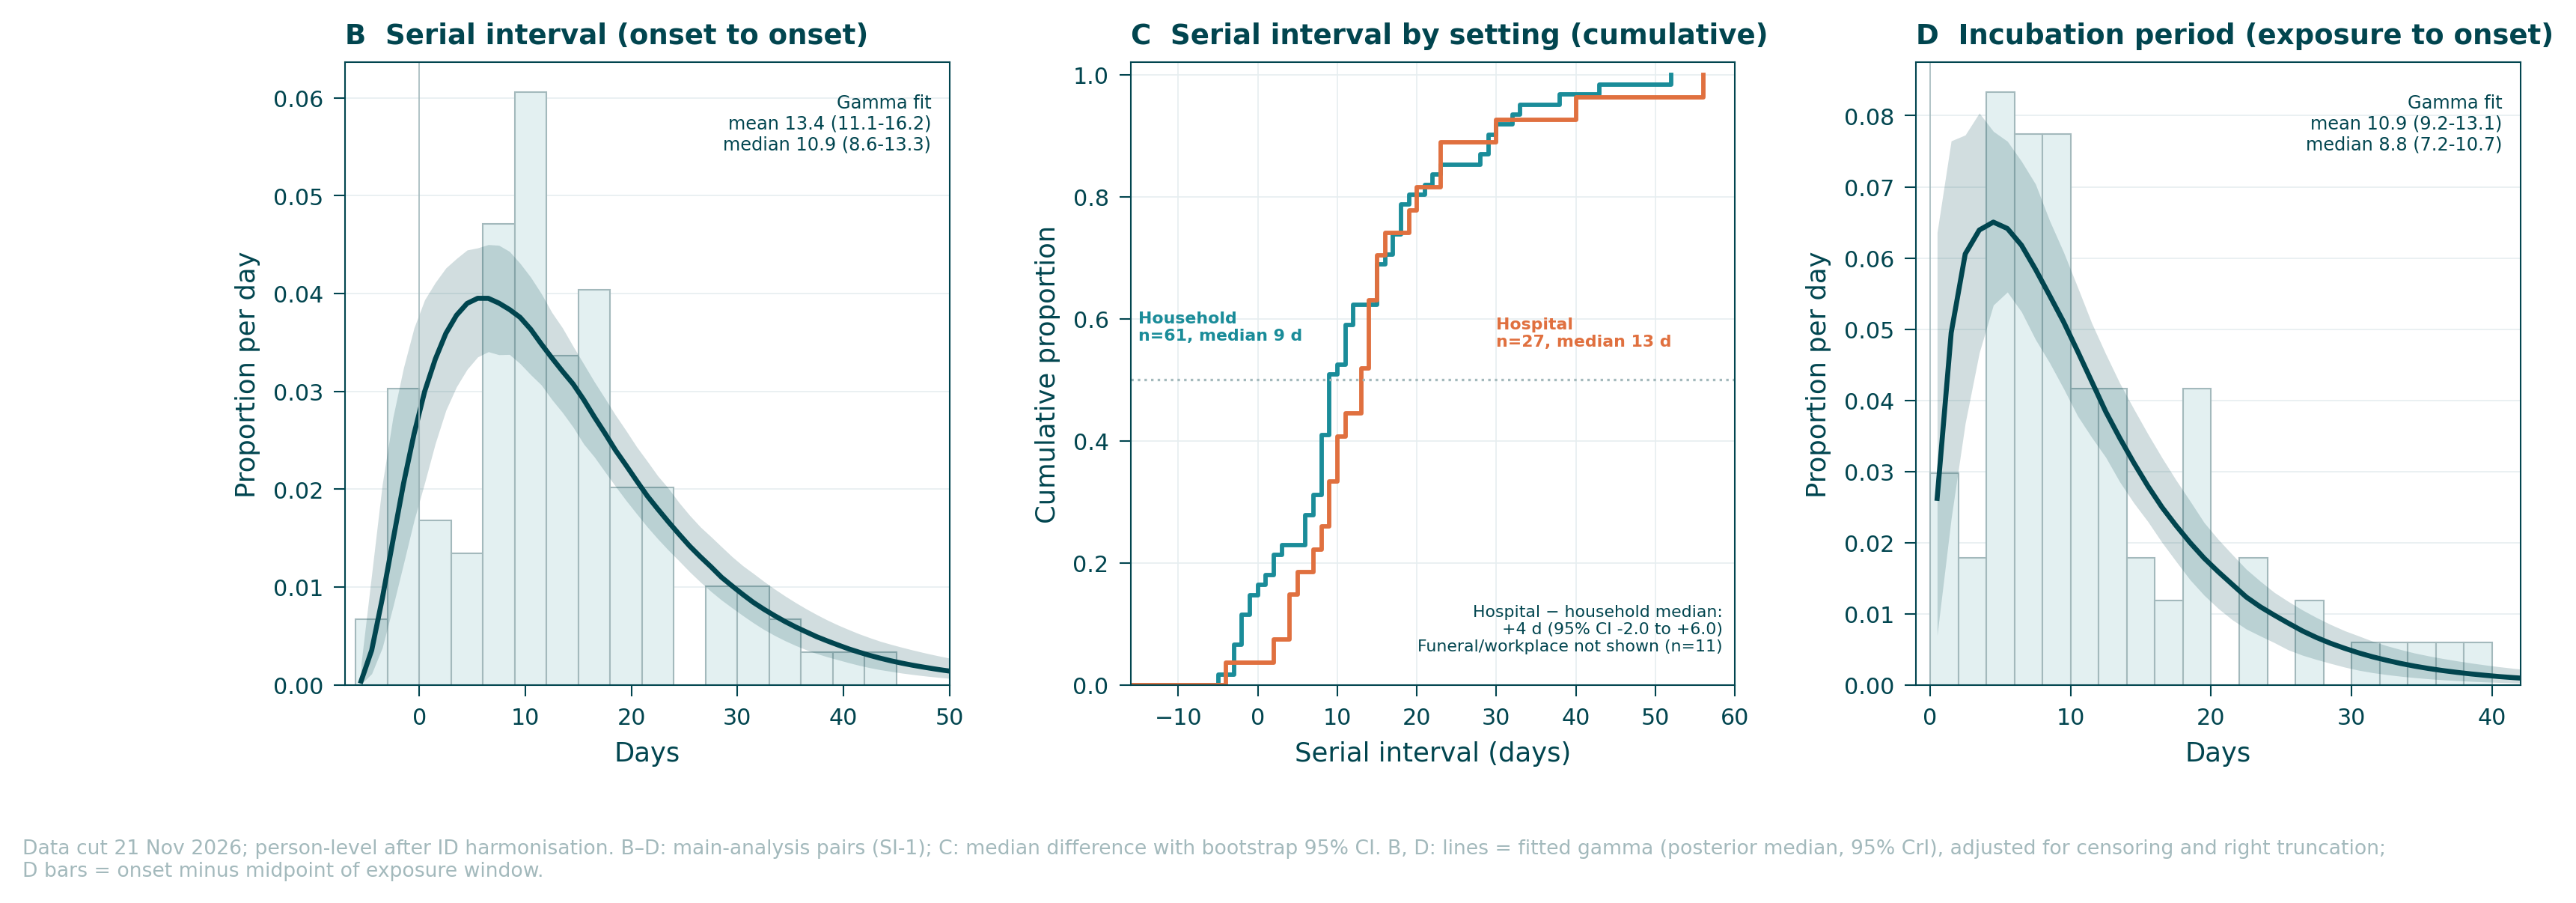 B  Serial interval (onset to onset)
Gamma fit
mean 13.4 (11.1-16.2)
median 10.9 (8.6-13.3)
Proportion per day
0.06
0.05
0.04
0.03
0.02
0.01
0.00
0 10 20 30 40 50
Days
C  Serial interval by setting (cumulative)
Cumulative proportion
1.0
0.8
0.6
0.4
0.2
0.0
Household
n=61, median 9 d
Hospital
n=27, median 13 d
Hospital − household median:
+4 d (95% CI -2.0 to +6.0)
Funeral/workplace not shown (n=11)
−10 0 10 20 30 40 50 60
Serial interval (days)
D  Incubation period (exposure to onset)
Gamma fit
mean 10.9 (9.2-13.1)
median 8.8 (7.2-10.7)
Proportion per day
0.08
0.07
0.06
0.05
0.04
0.03
0.02
0.01
0.00
0 10 20 30 40
Days
Data cut 21 Nov 2026; person-level after ID harmonisation. B–D: main-analysis pairs (SI-1); C: median difference with bootstrap 95% CI. B, D: lines = fitted gamma (posterior median, 95% CrI), adjusted for censoring and right truncation;
D bars = onset minus midpoint of exposure window.